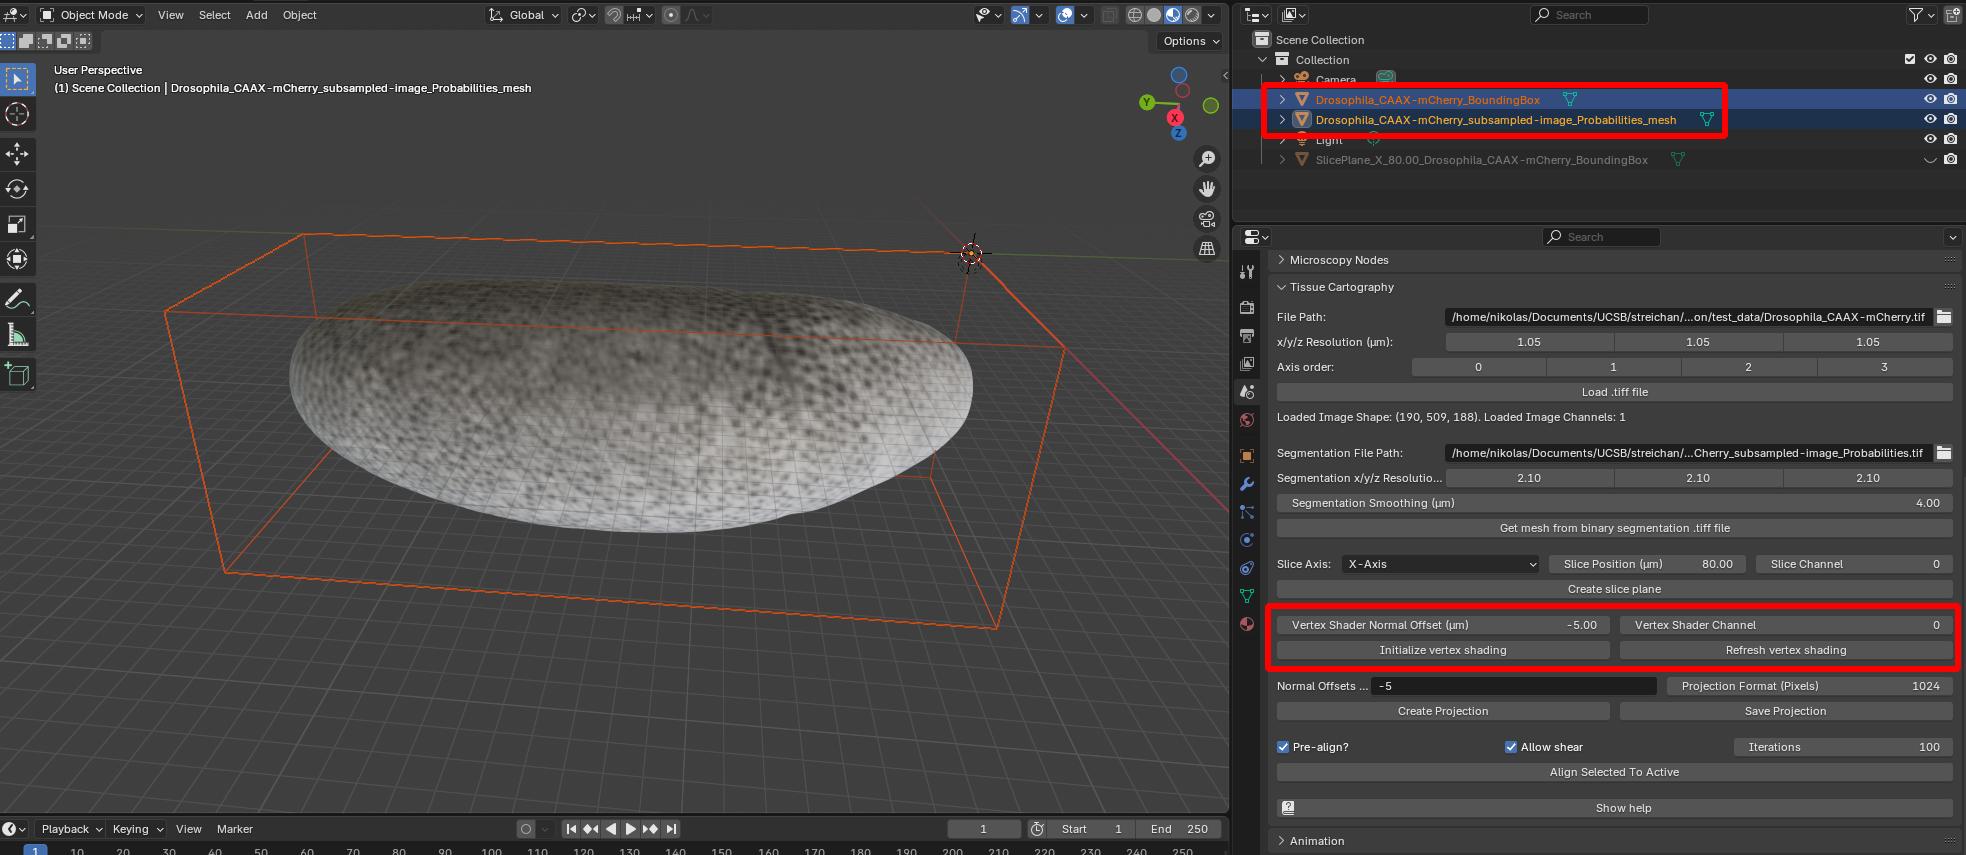 Object Mode View Select Add Object Global
Options
User Perspective
(1) Scene Collection | Drosophila_CAAX-mCherry_subsampled-image_Probabilities_mesh
Y
X
Z
Search
Scene Collection
Collection
Camera
Drosophila_CAAX-mCherry_BoundingBox
Drosophila_CAAX-mCherry_subsampled-image_Probabilities_mesh
Light
SlicePlane_X_80.00_Drosophila_CAAX-mCherry_BoundingBox
Search
Microscopy Nodes
Tissue Cartography
File Path: /home/nikolas/Documents/UCSB/streichan/...on/test_data/Drosophila_CAAX-mCherry.tif
x/y/z Resolution (μm): 1.05 1.05 1.05
Axis order: 0 1 2 3
Load .tiff file
Loaded Image Shape: (190, 509, 188). Loaded Image Channels: 1
Segmentation File Path: /home/nikolas/Documents/UCSB/streichan/...Cherry_subsampled-image_Probabilities.tif
Segmentation x/y/z Resolutio... 2.10 2.10 2.10
Segmentation Smoothing (μm) 4.00
Get mesh from binary segmentation .tiff file
Slice Axis: X-Axis Slice Position (μm) 80.00 Slice Channel 0
Create slice plane
Vertex Shader Normal Offset (μm) -5.00 Vertex Shader Channel 0
Initialize vertex shading Refresh vertex shading
Normal Offsets ... -5 Projection Format (Pixels) 1024
Create Projection Save Projection
Pre-align? Allow shear Iterations 100
Align Selected To Active
Show help
Animation
Playback Keying View Marker 1 Start 1 End 250
1 10 20 30 40 50 60 70 80 90 100 110 120 130 140 150 160 170 180 190 200 210 220 230 240 250